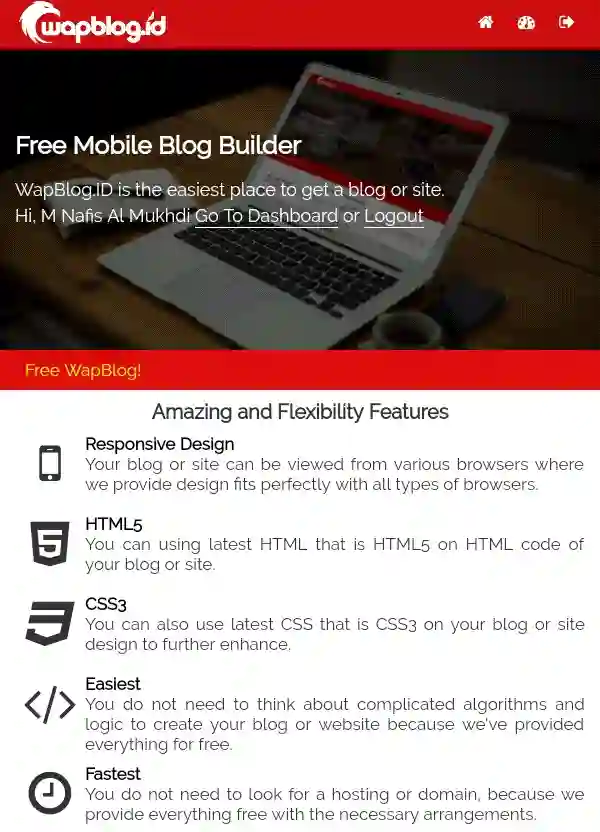 wapblog.id
Free Mobile Blog Builder
WapBlog.ID is the easiest place to get a blog or site.
Hi, M Nafis Al Mukhdi Go To Dashboard or Logout
Free WapBlog!
Amazing and Flexibility Features
Responsive Design
Your blog or site can be viewed from various browsers where
we provide design fits perfectly with all types of browsers.
HTML5
You can using latest HTML that is HTML5 on HTML code of
your blog or site.
CSS3
You can also use latest CSS that is CSS3 on your blog or site
design to further enhance.
Easiest
You do not need to think about complicated algorithms and
logic to create your blog or website because we've provided
everything for free.
Fastest
You do not need to look for a hosting or domain, because we
provide everything free with the necessary arrangements.